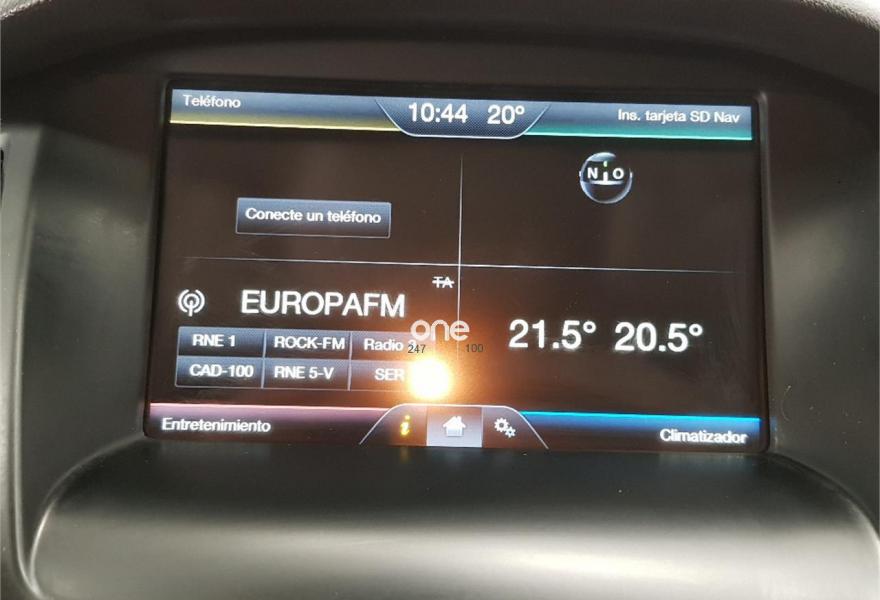 Teléfono
10:44 20°
Ins. tarjeta SD Nav
N O
Conecte un teléfono
TA
EUROPAFM
21.5° 20.5°
RNE 1 ROCK-FM Radio
CAD-100 RNE 5-V SER
one
247 100
Entretenimiento
i
Climatizador